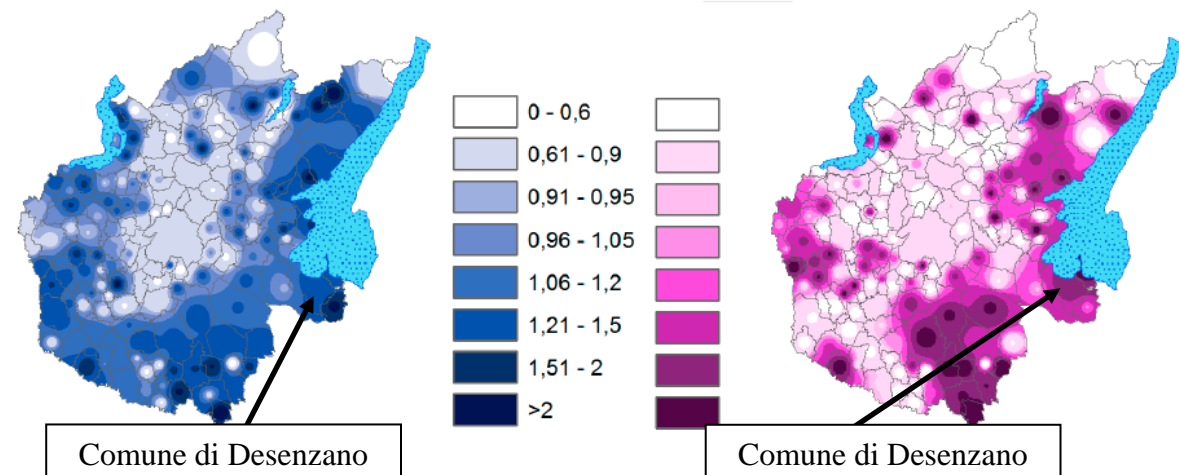 0 - 0,6
0,61 - 0,9
0,91 - 0,95
0,96 - 1,05
1,06 - 1,2
1,21 - 1,5
1,51 - 2
>2
Comune di Desenzano
Comune di Desenzano